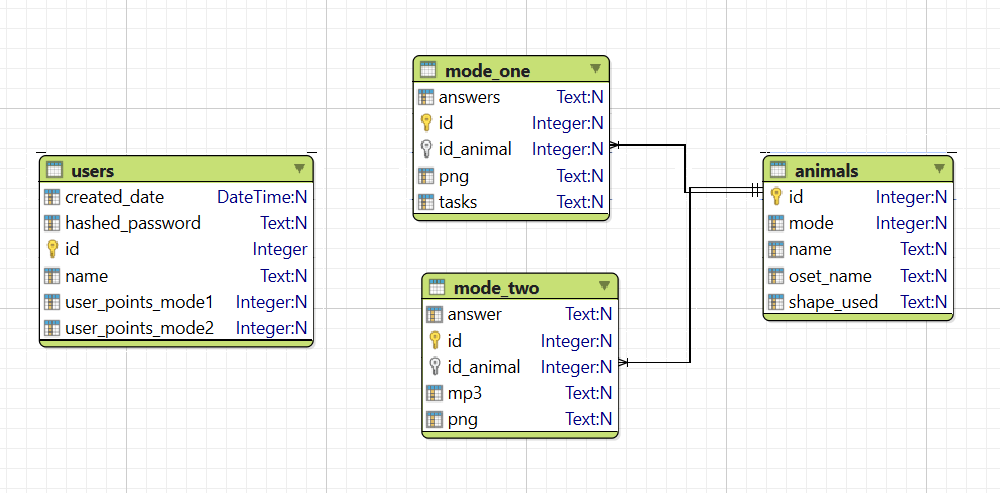 users
created_date DateTime:N
hashed_password Text:N
id Integer
name Text:N
user_points_mode1 Integer:N
user_points_mode2 Integer:N
mode_one
answers Text:N
id Integer:N
id_animal Integer:N
png Text:N
tasks Text:N
mode_two
answer Text:N
id Integer:N
id_animal Integer:N
mp3 Text:N
png Text:N
animals
id Integer:N
mode Integer:N
name Text:N
oset_name Text:N
shape_used Text:N